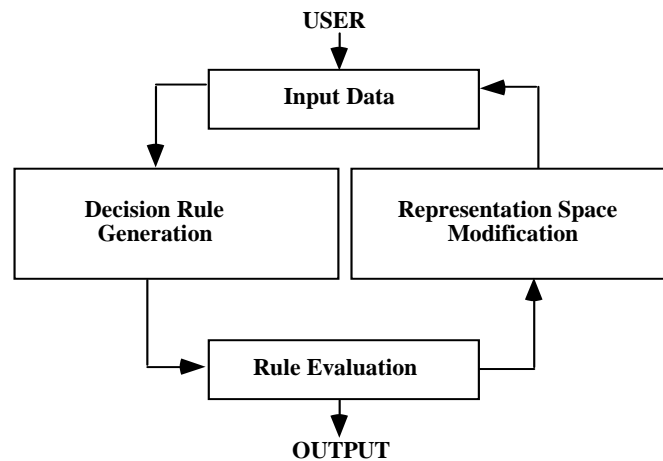 USER
Input Data
Decision Rule
Generation
Representation Space
Modification
Rule Evaluation
OUTPUT